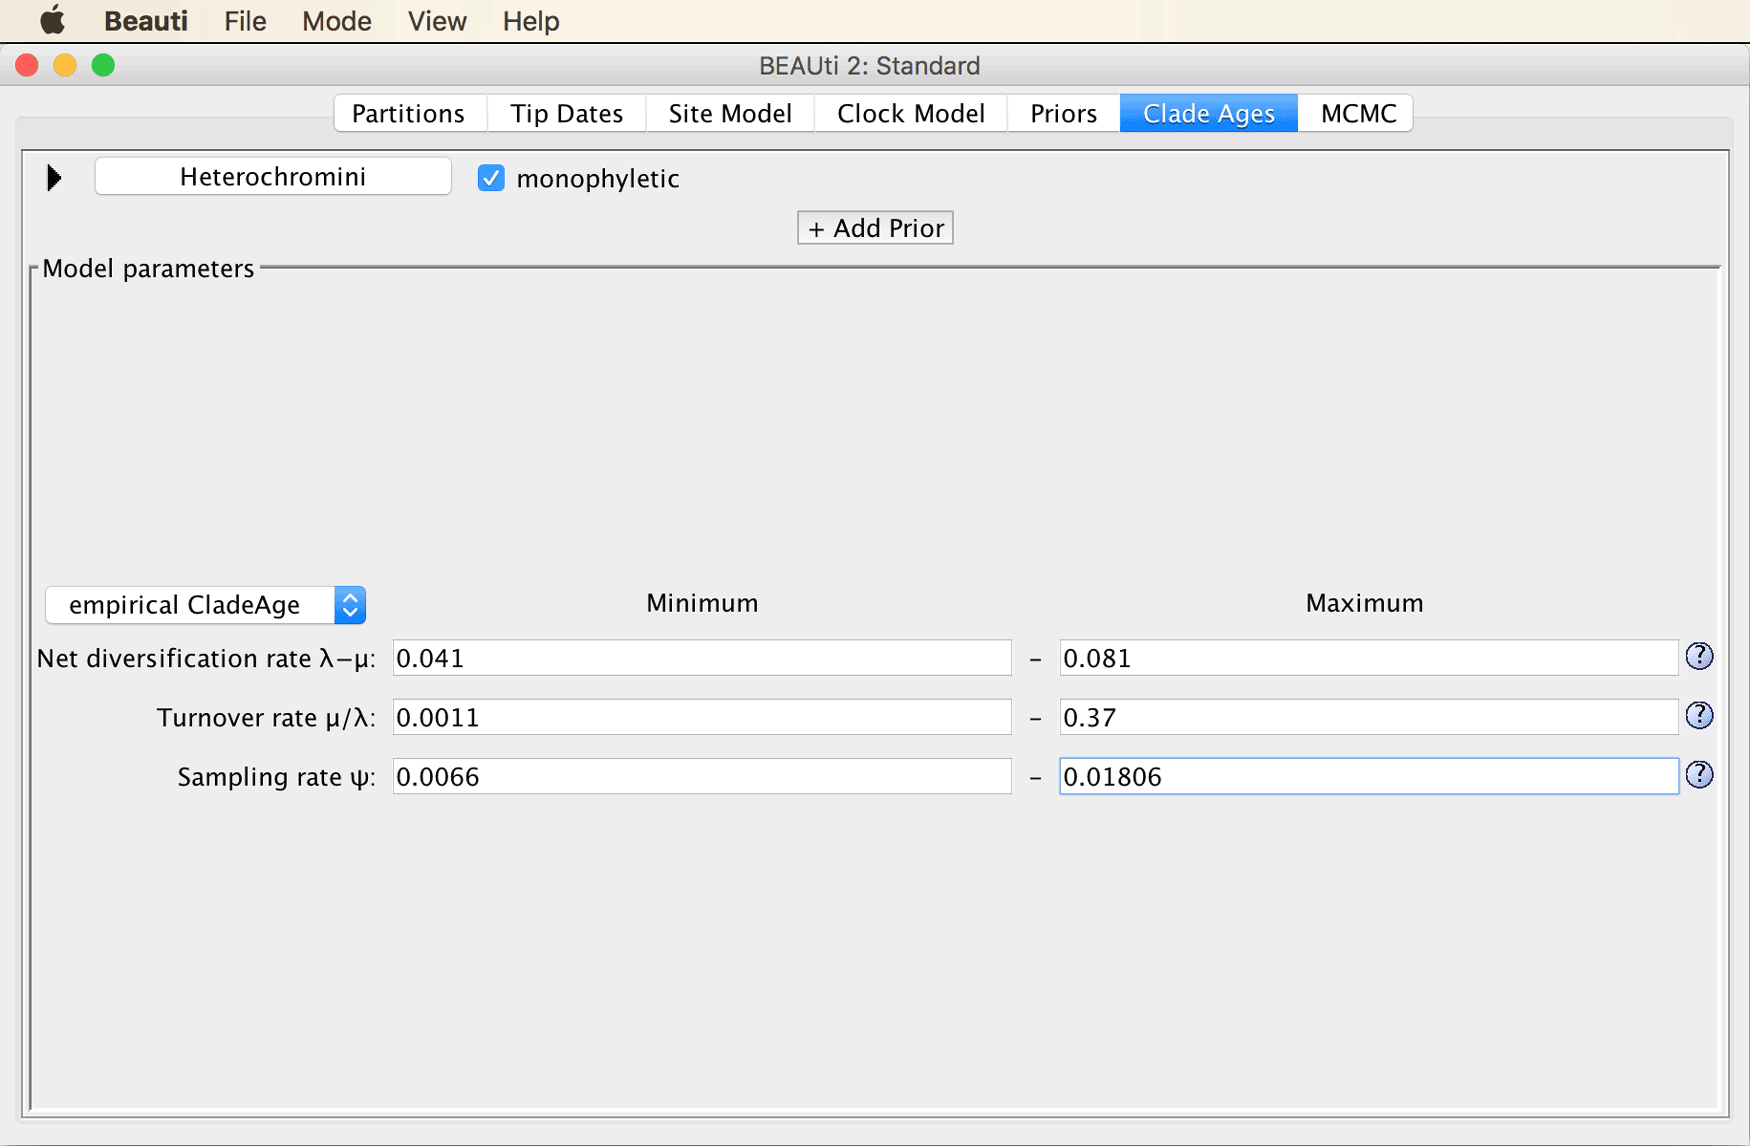 Beauti File Mode View Help
BEAUti 2: Standard
Partitions Tip Dates Site Model Clock Model Priors Clade Ages MCMC
Heterochromini monophyletic
+ Add Prior
Model parameters
empirical CladeAge Minimum Maximum
Net diversification rate λ−μ: 0.041 – 0.081 ?
Turnover rate μ/λ: 0.0011 – 0.37 ?
Sampling rate ψ: 0.0066 – 0.01806 ?